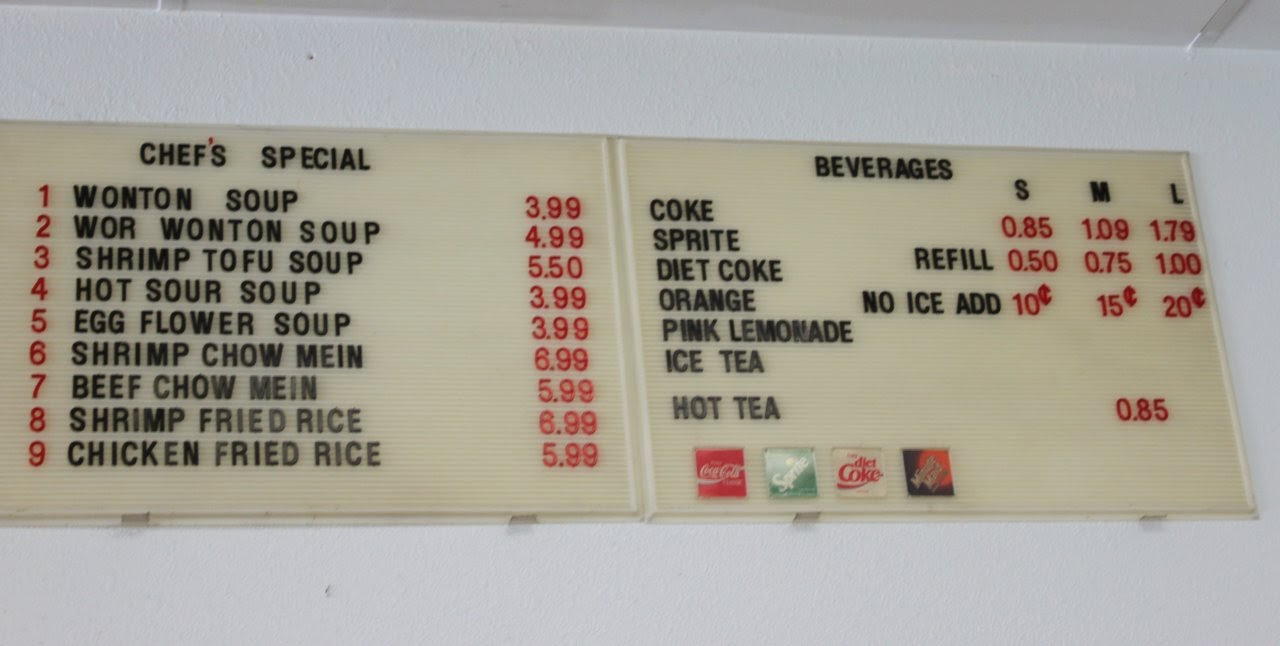 CHEF'S SPECIAL
1 WONTON SOUP 3.99
2 WOR WONTON SOUP 4.99
3 SHRIMP TOFU SOUP 5.50
4 HOT SOUR SOUP 3.99
5 EGG FLOWER SOUP 3.99
6 SHRIMP CHOW MEIN 6.99
7 BEEF CHOW MEIN 5.99
8 SHRIMP FRIED RICE 6.99
9 CHICKEN FRIED RICE 5.99
BEVERAGES
S M L
COKE 0.85 1.09 1.79
SPRITE
DIET COKE REFILL 0.50 0.75 1.00
ORANGE NO ICE ADD 10¢ 15¢ 20¢
PINK LEMONADE
ICE TEA
HOT TEA 0.85
Coca-Cola
Sprite
diet Coke
Minute Maid